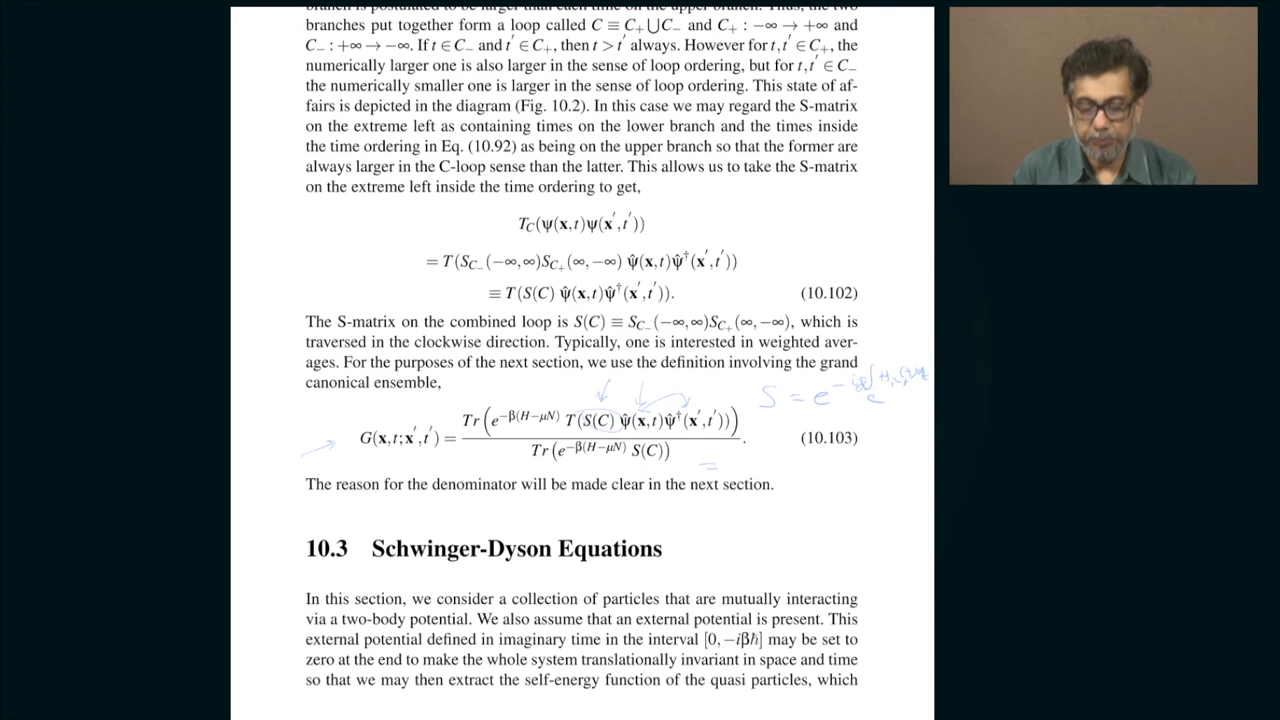 branch is postulated to be larger than each time on the upper branch. Thus, the two
branches put together form a loop called C ≡ C₊ ⋃ C₋ and C₊ : −∞ → +∞ and
C₋ : +∞ → −∞. If t ∈ C₋ and t′ ∈ C₊, then t > t′ always. However for t, t′ ∈ C₊, the
numerically larger one is also larger in the sense of loop ordering, but for t, t′ ∈ C₋
the numerically smaller one is larger in the sense of loop ordering. This state of af-
fairs is depicted in the diagram (Fig. 10.2). In this case we may regard the S-matrix
on the extreme left as containing times on the lower branch and the times inside
the time ordering in Eq. (10.92) as being on the upper branch so that the former are
always larger in the C-loop sense than the latter. This allows us to take the S-matrix
on the extreme left inside the time ordering to get,
T_C(ψ(x,t)ψ(x′,t′))
= T(S_C₋(−∞,∞)S_C₊(∞,−∞) ψ̂(x,t)ψ̂†(x′,t′))
≡ T(S(C) ψ̂(x,t)ψ̂†(x′,t′)). (10.102)
The S-matrix on the combined loop is S(C) ≡ S_C₋(−∞,∞)S_C₊(∞,−∞), which is
traversed in the clockwise direction. Typically, one is interested in weighted aver-
ages. For the purposes of the next section, we use the definition involving the grand
canonical ensemble,
S = e
G(x,t;x′,t′) = Tr(e^{−β(H−μN)} T(S(C) ψ̂(x,t)ψ̂†(x′,t′))) / Tr(e^{−β(H−μN)} S(C)). (10.103)
The reason for the denominator will be made clear in the next section.
10.3 Schwinger-Dyson Equations
In this section, we consider a collection of particles that are mutually interacting
via a two-body potential. We also assume that an external potential is present. This
external potential defined in imaginary time in the interval [0,−iβħ] may be set to
zero at the end to make the whole system translationally invariant in space and time
so that we may then extract the self-energy function of the quasi particles, which